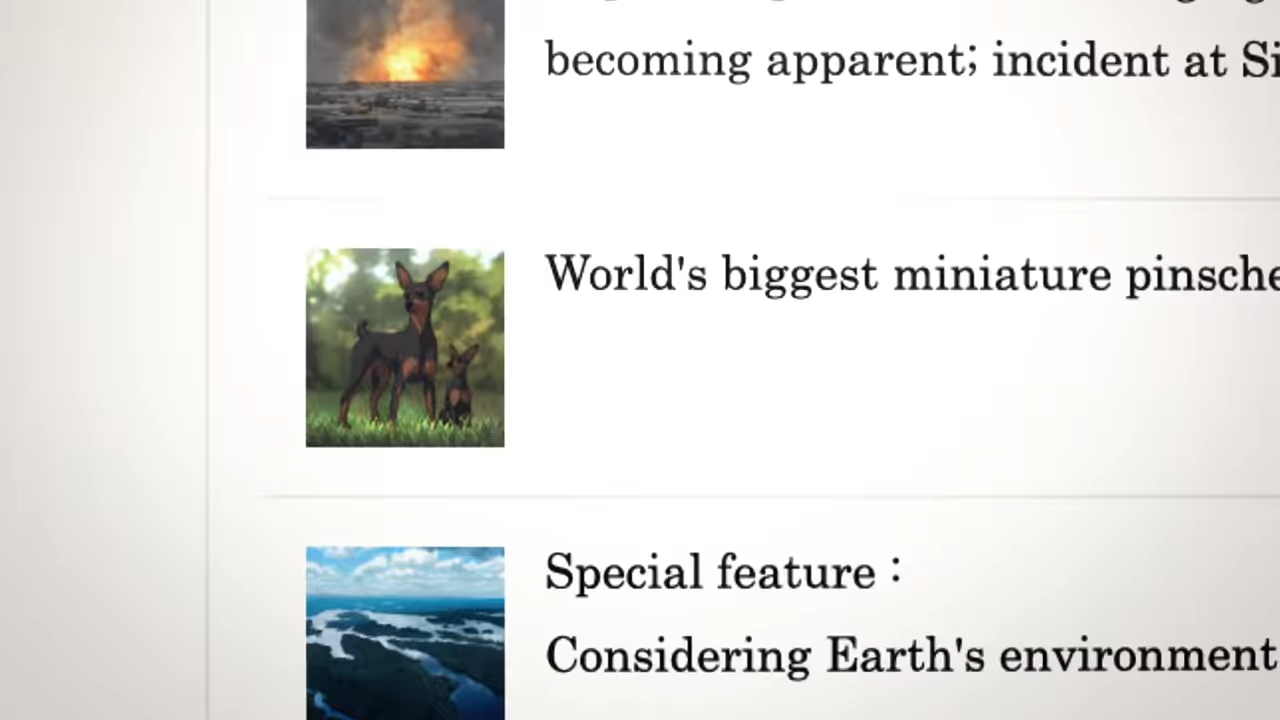 becoming apparent; incident at
World's biggest miniature
Special feature :
Considering Earth's environment